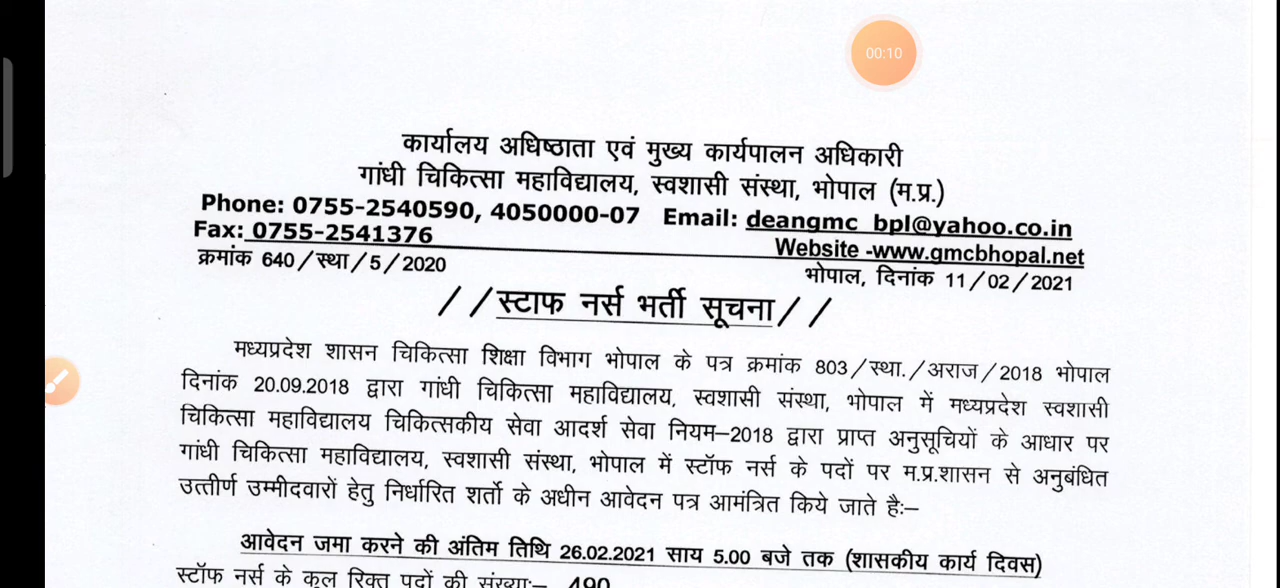 00:10
कार्यालय अधिष्ठाता एवं मुख्य कार्यपालन अधिकारी
गांधी चिकित्सा महाविद्यालय, स्वशासी संस्था, भोपाल (म.प्र.)
Phone: 0755-2540590, 4050000-07 Email: deangmc_bpl@yahoo.co.in
Fax: 0755-2541376 Website -www.gmcbhopal.net
क्रमांक 640/स्था/5/2020 भोपाल, दिनांक 11/02/2021
//स्टाफ नर्स भर्ती सूचना//
मध्यप्रदेश शासन चिकित्सा शिक्षा विभाग भोपाल के पत्र क्रमांक 803/स्था./अराज/2018 भोपाल
दिनांक 20.09.2018 द्वारा गांधी चिकित्सा महाविद्यालय, स्वशासी संस्था, भोपाल में मध्यप्रदेश स्वशासी
चिकित्सा महाविद्यालय चिकित्सकीय सेवा आदर्श सेवा नियम–2018 द्वारा प्राप्त अनुसूचियों के आधार पर
गांधी चिकित्सा महाविद्यालय, स्वशासी संस्था, भोपाल में स्टॉफ नर्स के पदों पर म.प्र.शासन से अनुबंधित
उत्तीर्ण उम्मीदवारों हेतु निर्धारित शर्तो के अधीन आवेदन पत्र आमंत्रित किये जाते हैः–
आवेदन जमा करने की अंतिम तिथि 26.02.2021 साय 5.00 बजे तक (शासकीय कार्य दिवस)
स्टॉफ नर्स के कुल रिक्त पदों की संख्याः– 490